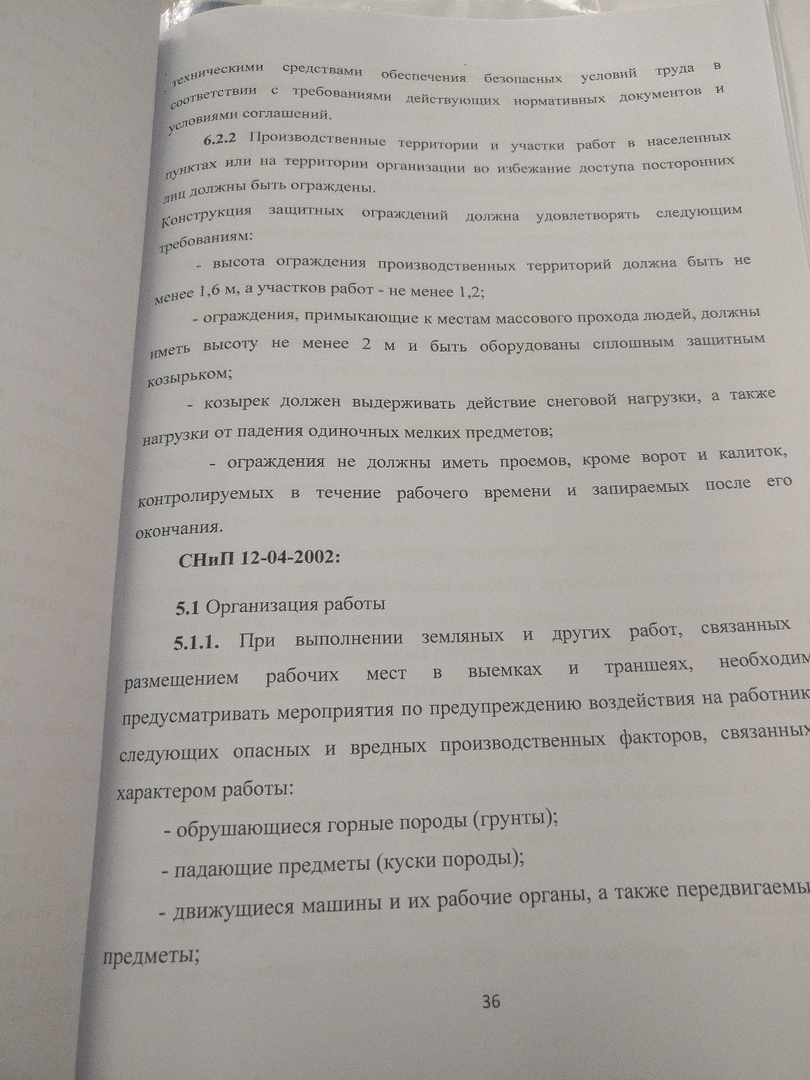 техническими средствами обеспечения безопасных условий труда в
соответствии с требованиями действующих нормативных документов и
условиями соглашений.
6.2.2 Производственные территории и участки работ в населенных
пунктах или на территории организации во избежание доступа посторонних
лиц должны быть ограждены.
Конструкция защитных ограждений должна удовлетворять следующим
требованиям:
- высота ограждения производственных территорий должна быть не
менее 1,6 м, а участков работ - не менее 1,2;
- ограждения, примыкающие к местам массового прохода людей, должны
иметь высоту не менее 2 м и быть оборудованы сплошным защитным
козырьком;
- козырек должен выдерживать действие снеговой нагрузки, а также
нагрузки от падения одиночных мелких предметов;
- ограждения не должны иметь проемов, кроме ворот и калиток,
контролируемых в течение рабочего времени и запираемых после его
окончания.
СНиП 12-04-2002:
5.1 Организация работы
5.1.1. При выполнении земляных и других работ, связанных
размещением рабочих мест в выемках и траншеях, необходим
предусматривать мероприятия по предупреждению воздействия на работник
следующих опасных и вредных производственных факторов, связанных
характером работы:
- обрушающиеся горные породы (грунты);
- падающие предметы (куски породы);
- движущиеся машины и их рабочие органы, а также передвигаемы
предметы;
36